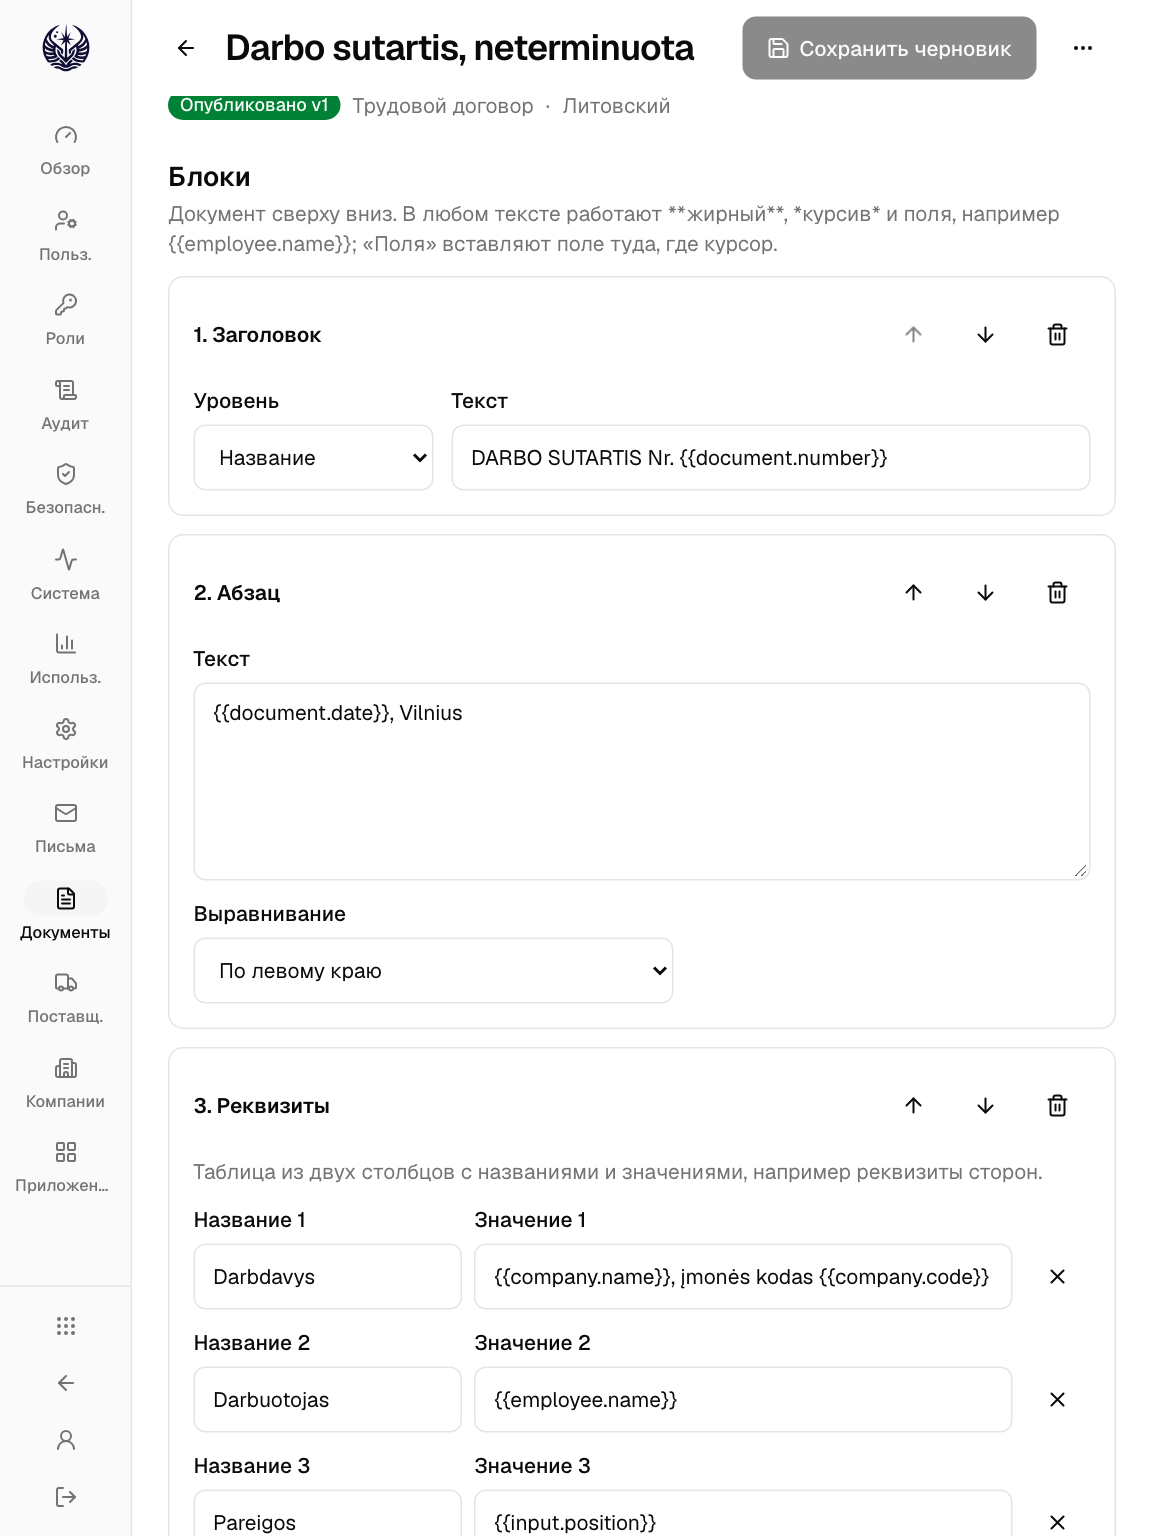 Darbo sutartis, neterminuota
Сохранить черновик
Опубликовано v1 Трудовой договор · Литовский
Обзор
Польз.
Роли
Аудит
Безопасн.
Система
Использ.
Настройки
Письма
Документы
Поставщ.
Компании
Приложен...
Блоки
Документ сверху вниз. В любом тексте работают **жирный**, *курсив* и поля, например
{{employee.name}}; «Поля» вставляют поле туда, где курсор.
1. Заголовок
Уровень Текст
Название DARBO SUTARTIS Nr. {{document.number}}
2. Абзац
Текст
{{document.date}}, Vilnius
Выравнивание
По левому краю
3. Реквизиты
Таблица из двух столбцов с названиями и значениями, например реквизиты сторон.
Название 1 Значение 1
Darbdavys {{company.name}}, įmonės kodas {{company.code}}
Название 2 Значение 2
Darbuotojas {{employee.name}}
Название 3 Значение 3
Pareigos {{input.position}}